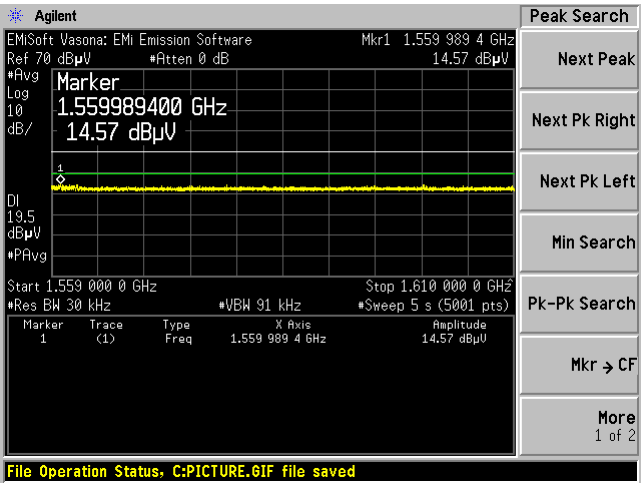 Agilent
Peak Search
EMiSoft Vasona: EMi Emission Software
Mkr1 1.559 989 4 GHz
Ref 70 dBµV
#Atten 0 dB
14.57 dBµV
#Avg
Log
10
dB/
Marker
1.559989400 GHz
14.57 dBµV
1
DI
19.5
dBµV
#PAvg
Start 1.559 000 0 GHz
Stop 1.610 000 0 GHz
#Res BW 30 kHz
#VBW 91 kHz
#Sweep 5 s (5001 pts)
Marker Trace Type X Axis Amplitude
1 (1) Freq 1.559 989 4 GHz 14.57 dBµV
Next Peak
Next Pk Right
Next Pk Left
Min Search
Pk-Pk Search
Mkr → CF
More
1 of 2
File Operation Status, C:PICTURE.GIF file saved